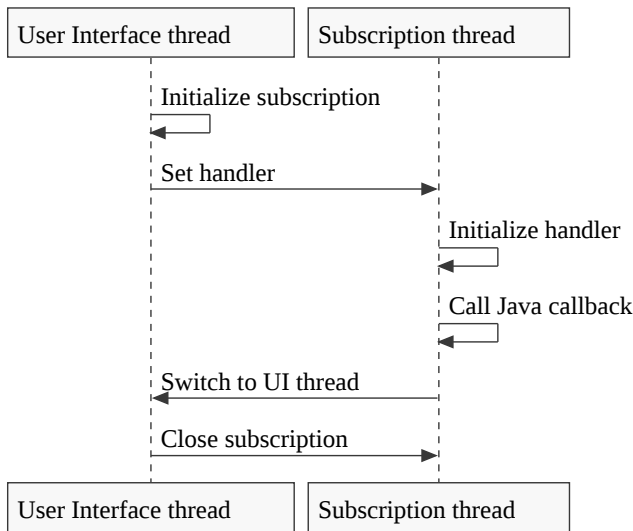 User Interface thread
Subscription thread
Initialize subscription
Set handler
Initialize handler
Call Java callback
Switch to UI thread
Close subscription
User Interface thread
Subscription thread